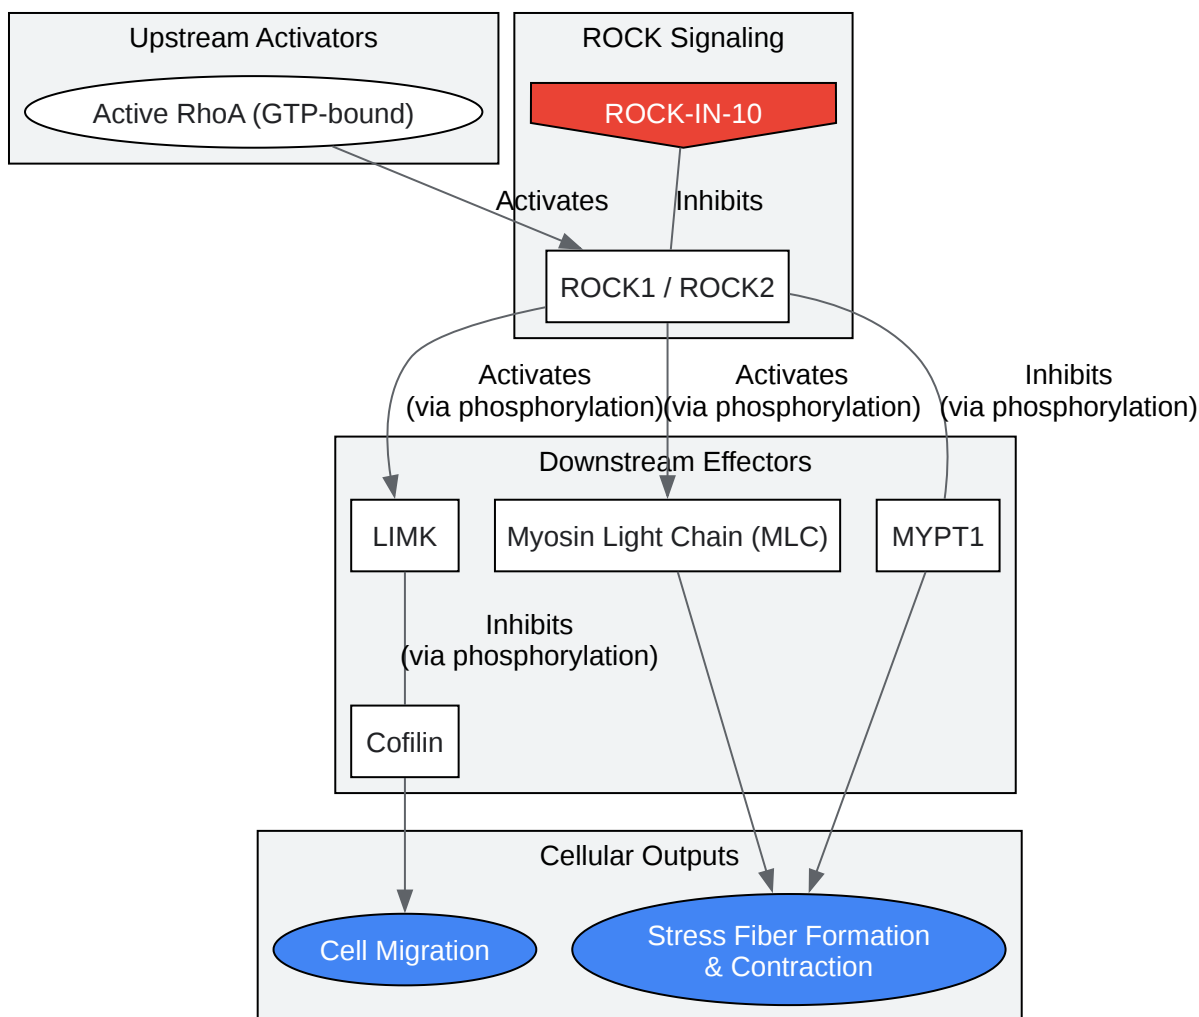 Upstream Activators
ROCK Signaling
Active RhoA (GTP-bound)
ROCK-IN-10
Activates
Inhibits
ROCK1 / ROCK2
Activates
(via phosphorylation)
Activates
(via phosphorylation)
Inhibits
(via phosphorylation)
Downstream Effectors
LIMK
Myosin Light Chain (MLC)
MYPT1
Inhibits
(via phosphorylation)
Cofilin
Cellular Outputs
Cell Migration
Stress Fiber Formation
& Contraction